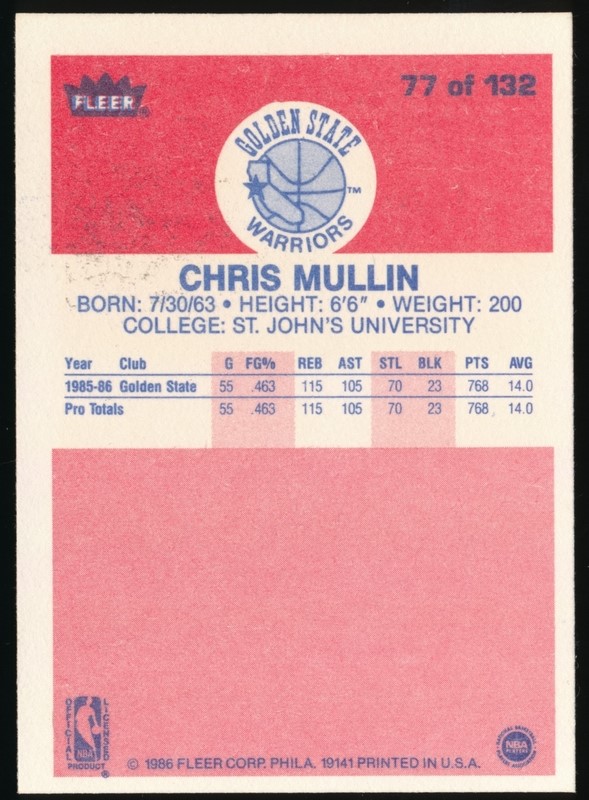 FLEER
77 of 132
GOLDEN STATE
WARRIORS
TM
CHRIS MULLIN
BORN: 7/30/63 • HEIGHT: 6'6" • WEIGHT: 200
COLLEGE: ST. JOHN'S UNIVERSITY
Year Club G FG% REB AST STL BLK PTS AVG
1985-86 Golden State 55 .463 115 105 70 23 768 14.0
Pro Totals 55 .463 115 105 70 23 768 14.0
OFFICIAL
LICENSED
NBA
PRODUCT
®
NBA
PLAYERS
© 1986 FLEER CORP. PHILA. 19141 PRINTED IN U.S.A.